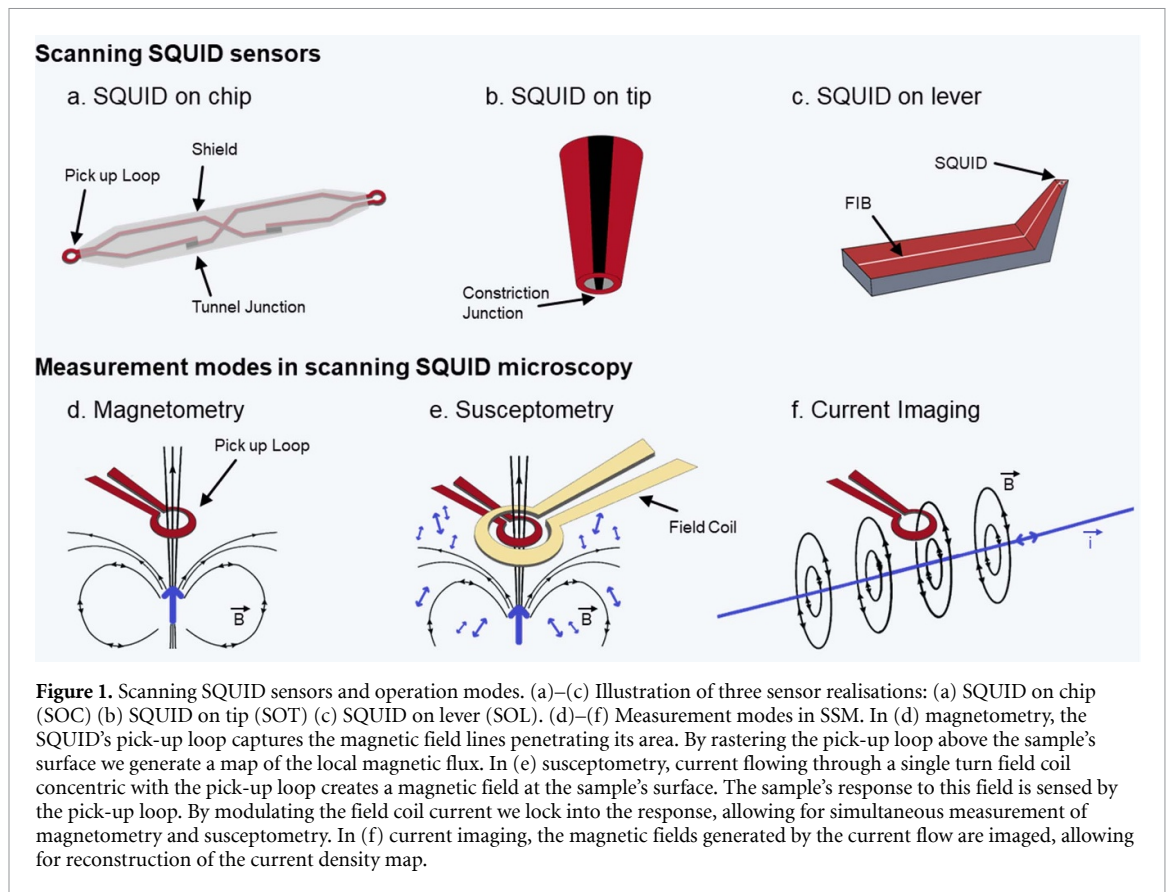 Scanning SQUID sensors
a. SQUID on chip
b. SQUID on tip
c. SQUID on lever
Shield
Pick up Loop
Tunnel Junction
Constriction
Junction
SQUID
FIB
Measurement modes in scanning SQUID microscopy
d. Magnetometry
e. Susceptometry
f. Current Imaging
Pick up Loop
B
Field Coil
B
B
i
Figure 1. Scanning SQUID sensors and operation modes. (a)–(c) Illustration of three sensor realisations: (a) SQUID on chip
(SOC) (b) SQUID on tip (SOT) (c) SQUID on lever (SOL). (d)–(f) Measurement modes in SSM. In (d) magnetometry, the
SQUID's pick-up loop captures the magnetic field lines penetrating its area. By rastering the pick-up loop above the sample's
surface we generate a map of the local magnetic flux. In (e) susceptometry, current flowing through a single turn field coil
concentric with the pick-up loop creates a magnetic field at the sample's surface. The sample's response to this field is sensed by
the pick-up loop. By modulating the field coil current we lock into the response, allowing for simultaneous measurement of
magnetometry and susceptometry. In (f) current imaging, the magnetic fields generated by the current flow are imaged, allowing
for reconstruction of the current density map.